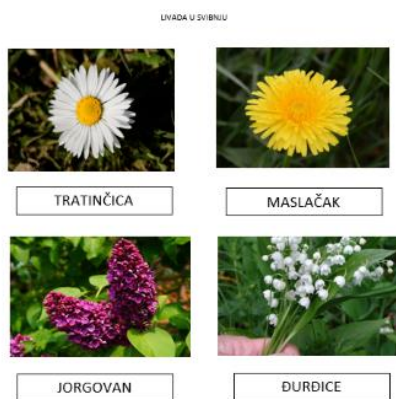 LIVADA U SVIBNJU
TRATINČICA
MASLAČAK
JORGOVAN
ĐURĐICE